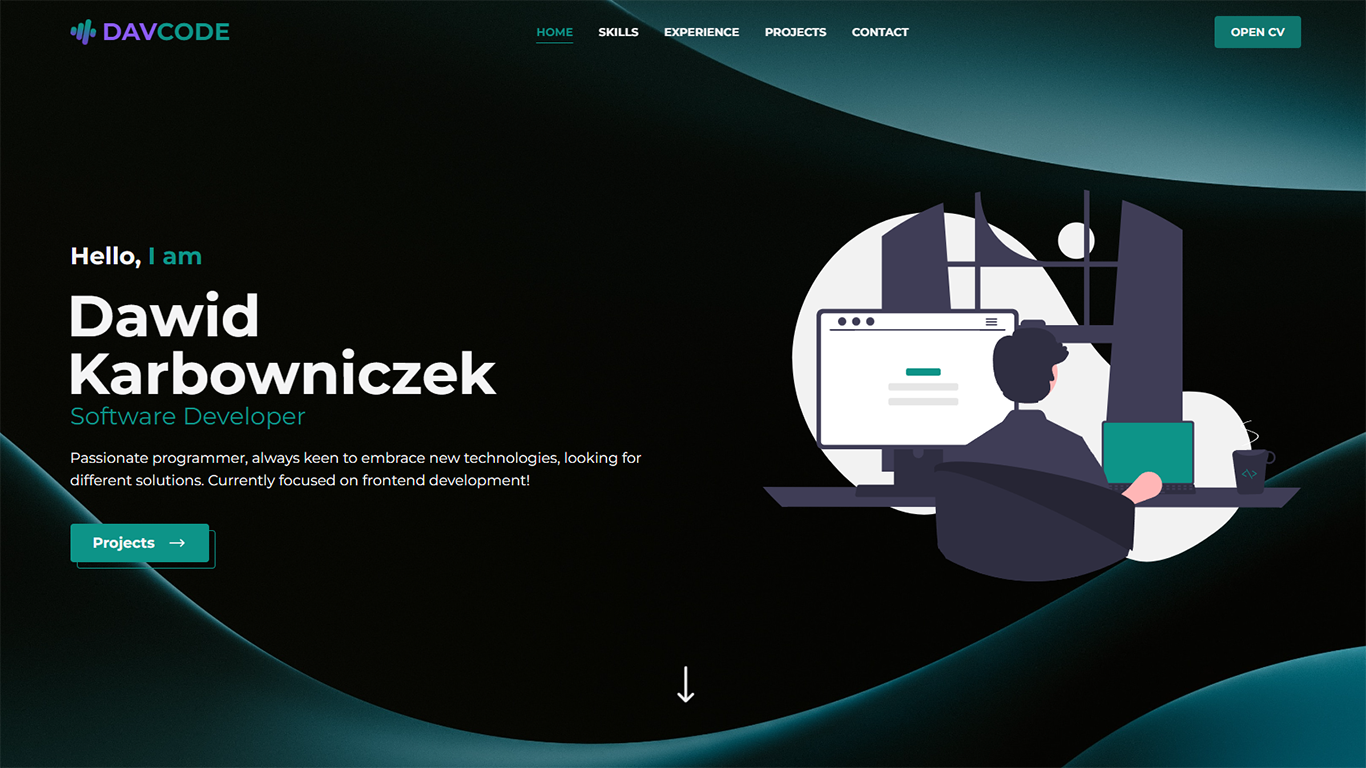 DAVCODE
HOME SKILLS EXPERIENCE PROJECTS CONTACT
OPEN CV
Hello, I am
Dawid
Karbowniczek
Software Developer
Passionate programmer, always keen to embrace new technologies, looking for
different solutions. Currently focused on frontend development!
Projects →